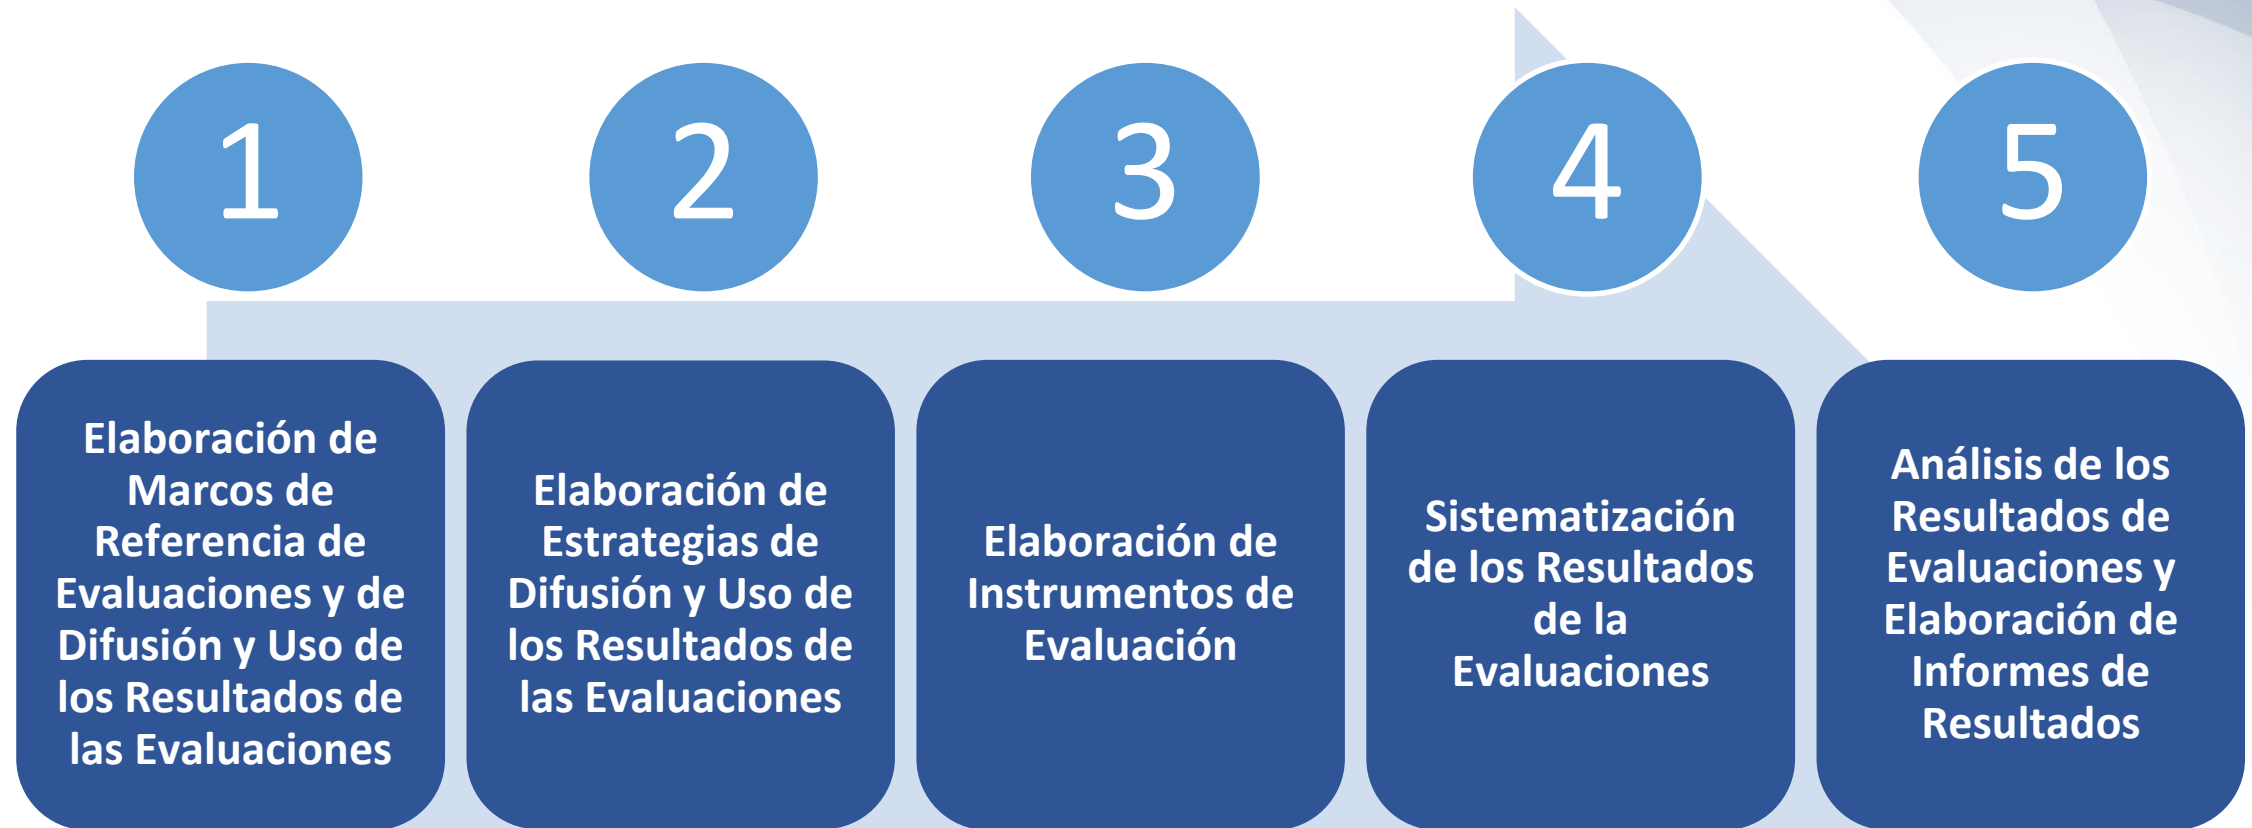 1
2
3
4
5
Elaboración de
Marcos de
Referencia de
Evaluaciones y de
Difusión y Uso de
los Resultados de
las Evaluaciones
Elaboración de
Estrategias de
Difusión y Uso de
los Resultados de
las Evaluaciones
Elaboración de
Instrumentos de
Evaluación
Sistematización
de los Resultados
de la
Evaluaciones
Análisis de los
Resultados de
Evaluaciones y
Elaboración de
Informes de
Resultados